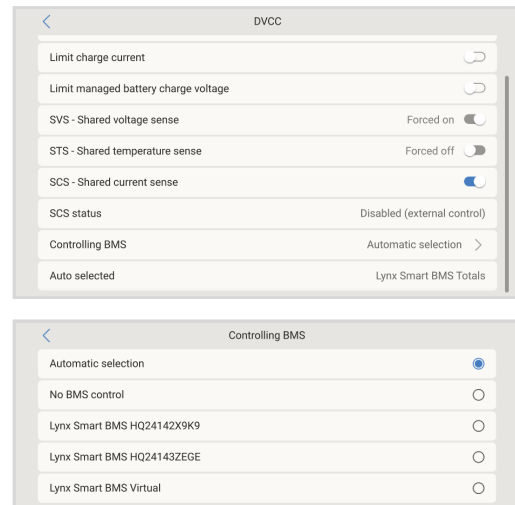 DVCC
Limit charge current
Limit managed battery charge voltage
SVS - Shared voltage sense Forced on
STS - Shared temperature sense Forced off
SCS - Shared current sense
SCS status Disabled (external control)
Controlling BMS Automatic selection
Auto selected Lynx Smart BMS Totals
Controlling BMS
Automatic selection
No BMS control
Lynx Smart BMS HQ24142X9K9
Lynx Smart BMS HQ24143ZEGE
Lynx Smart BMS Virtual